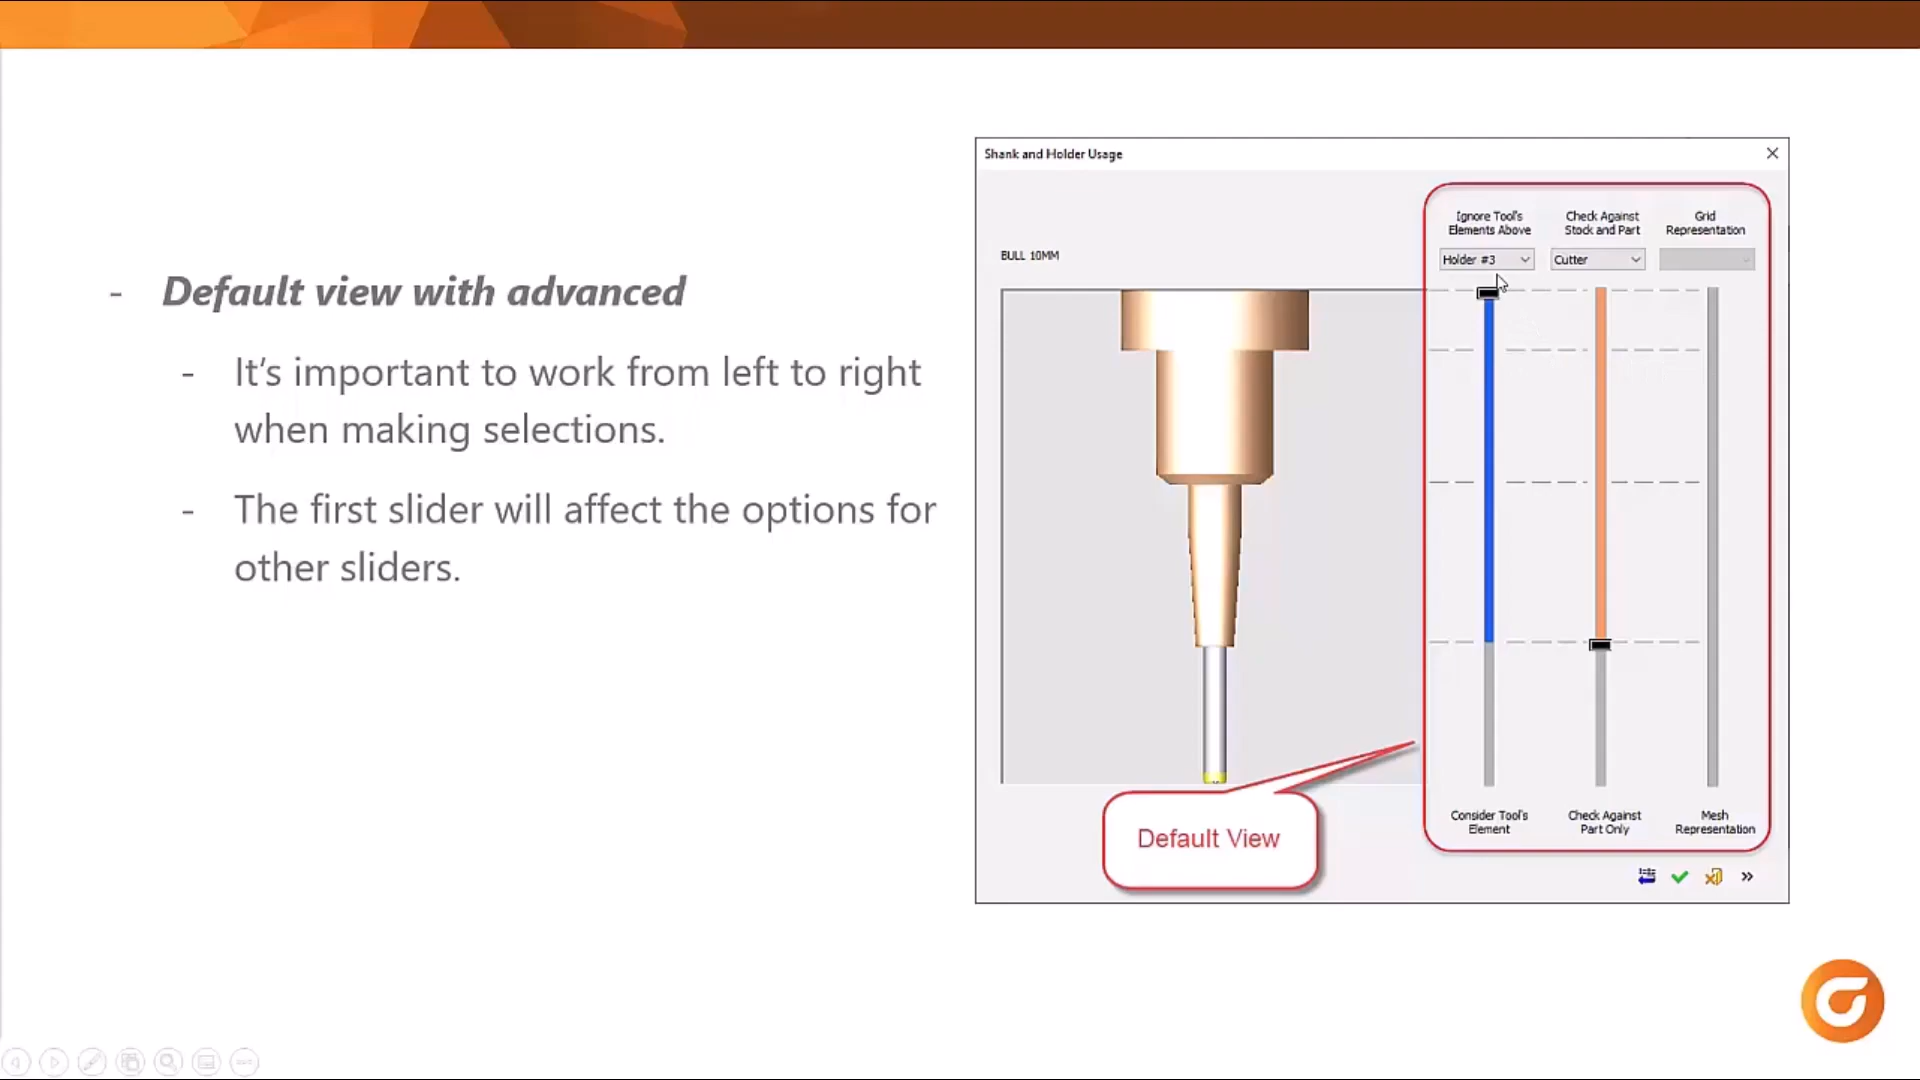 - Default view with advanced
- It's important to work from left to right
when making selections.
- The first slider will affect the options for
other sliders.
Shank and Holder Usage
BULL 10MM
Ignore Tool's
Elements Above
Check Against
Stock and Part
Grid
Representation
Holder #3
Cutter
Consider Tool's
Element
Check Against
Part Only
Mesh
Representation
Default View